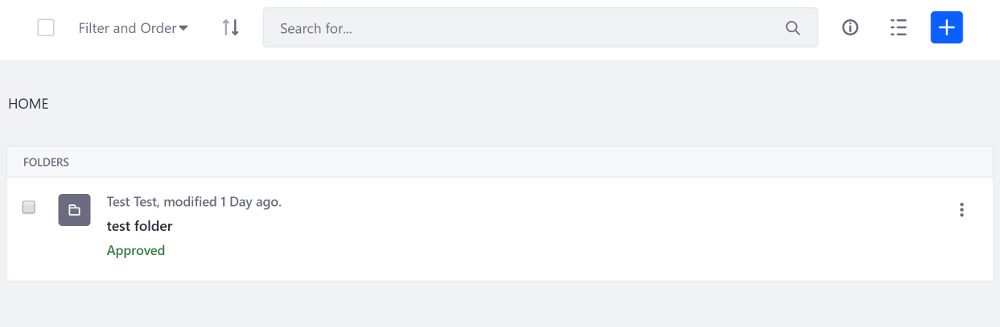 Filter and Order
Search for...
HOME
FOLDERS
Test Test, modified 1 Day ago.
test folder
Approved